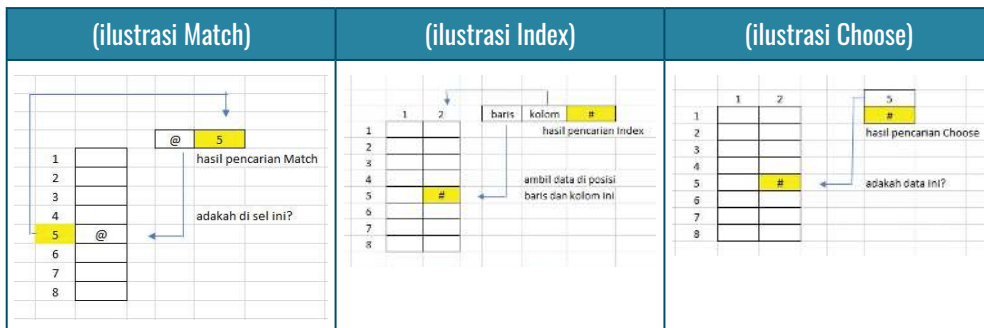 (ilustrasi Match)
@ 5
hasil pencarian Match
1
2
3
4 adakah di sel ini?
5 @
6
7
8
(ilustrasi Index)
1 2 baris kolom #
1 hasil pencarian Index
2
3
4 ambil data di posisi
5 # baris dan kolom ini
6
7
8
(ilustrasi Choose)
1 2 5
1 #
2 hasil pencarian Choose
3
4
5 # adakah data ini?
6
7
8